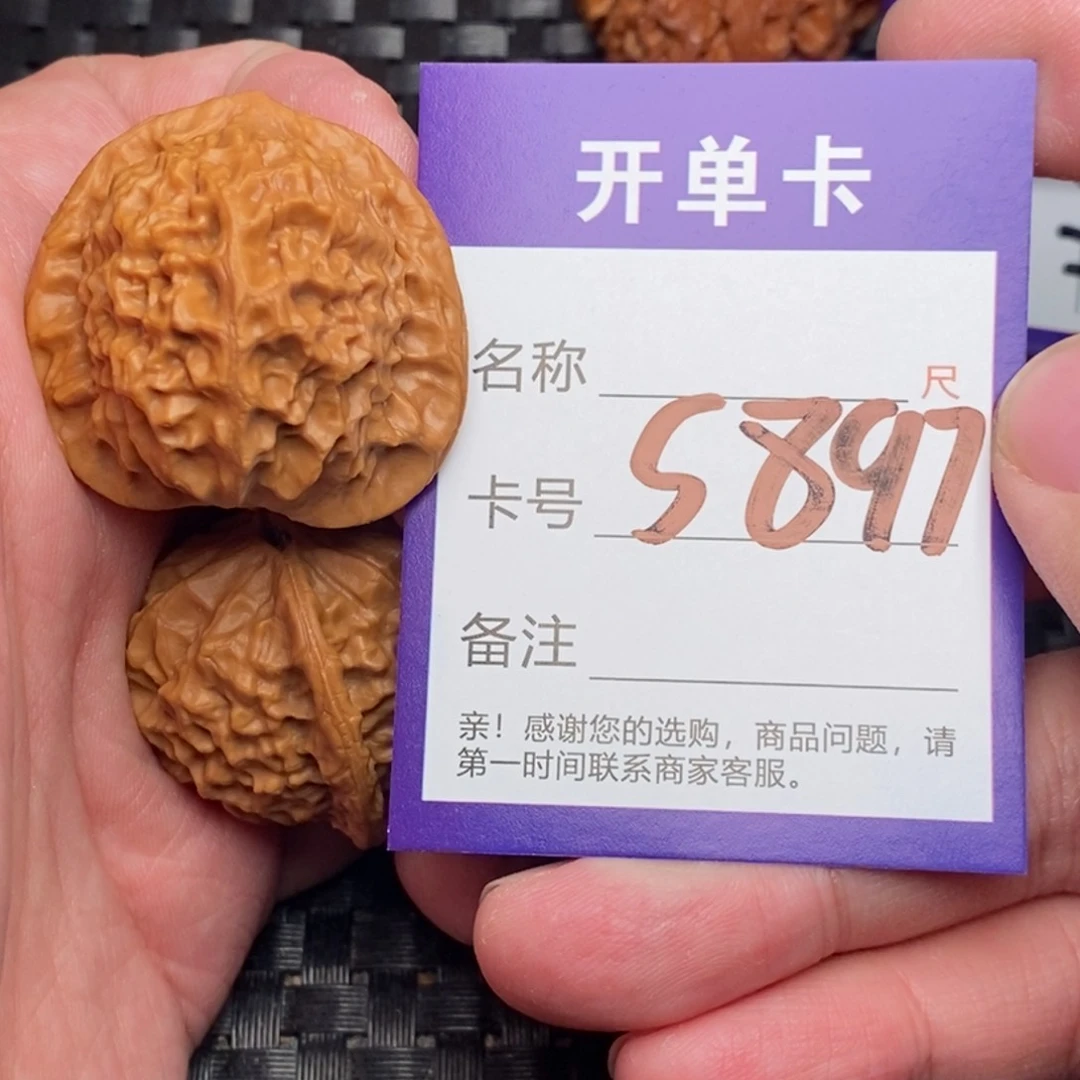 开单卡
名称
尺
卡号 5897
备注
亲！感谢您的选购，商品问题，请
第一时间联系商家客服。